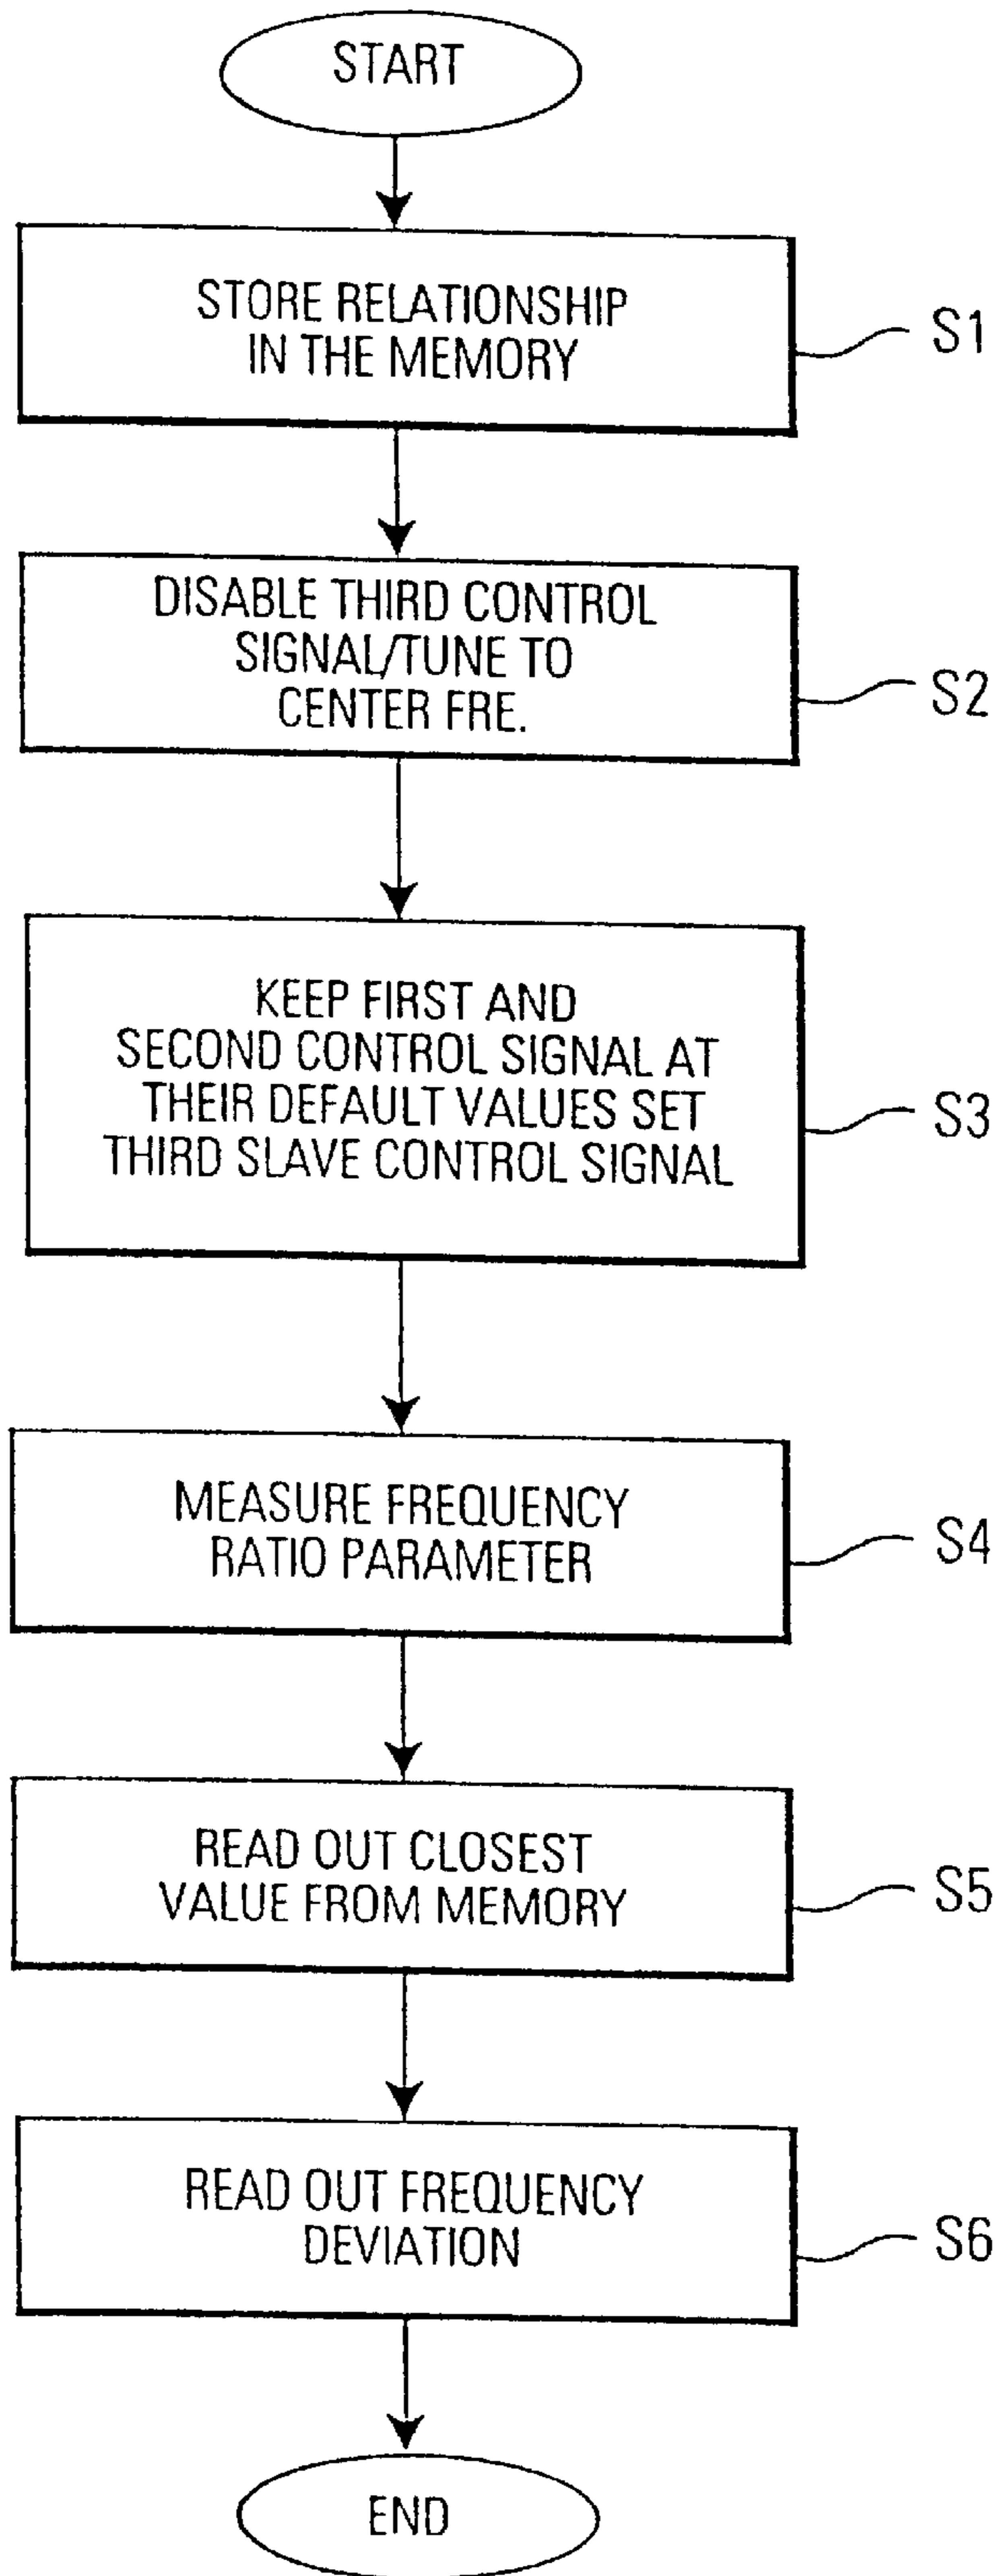 START
STORE RELATIONSHIP
IN THE MEMORY
S1
DISABLE THIRD CONTROL
SIGNAL/TUNE TO
CENTER FRE.
S2
KEEP FIRST AND
SECOND CONTROL SIGNAL AT
THEIR DEFAULT VALUES SET
THIRD SLAVE CONTROL SIGNAL
S3
MEASURE FREQUENCY
RATIO PARAMETER
S4
READ OUT CLOSEST
VALUE FROM MEMORY
S5
READ OUT FREQUENCY
DEVIATION
S6
END